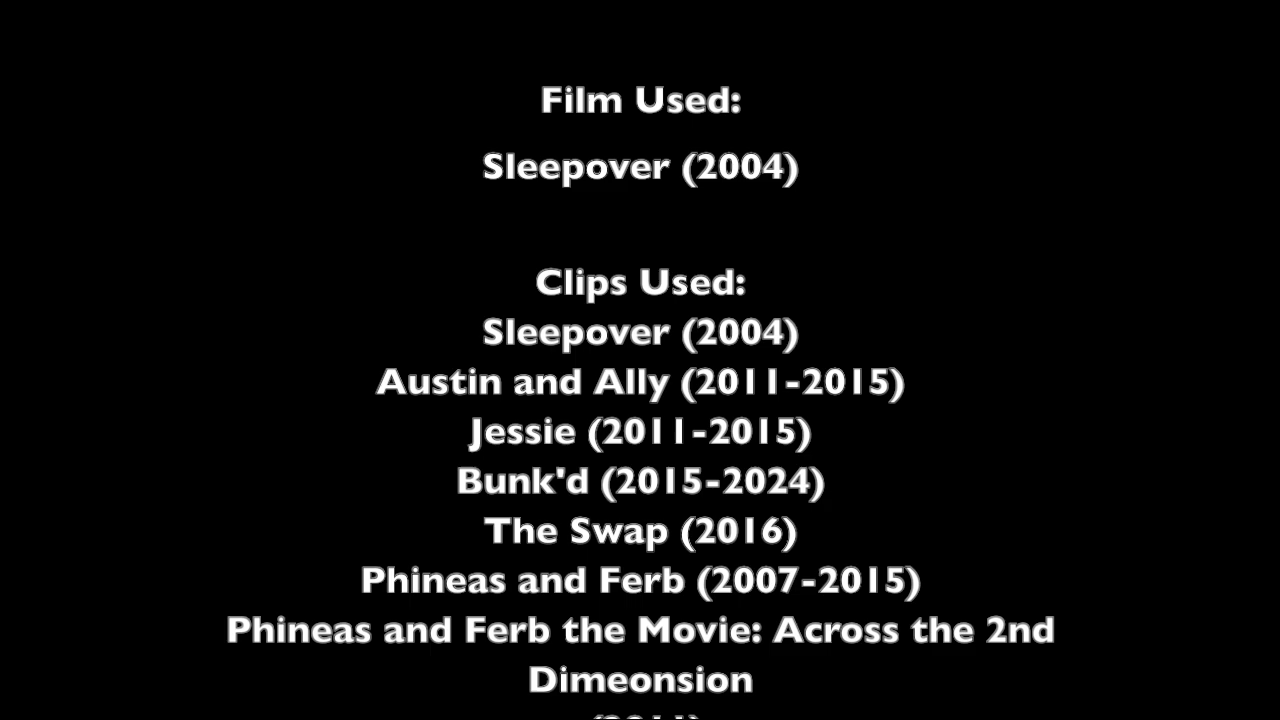 Film Used:
Sleepover (2004)
Clips Used:
Sleepover (2004)
Austin and Ally (2011-2015)
Jessie (2011-2015)
Bunk'd (2015-2024)
The Swap (2016)
Phineas and Ferb (2007-2015)
Phineas and Ferb the Movie: Across the 2nd
Dimeonsion